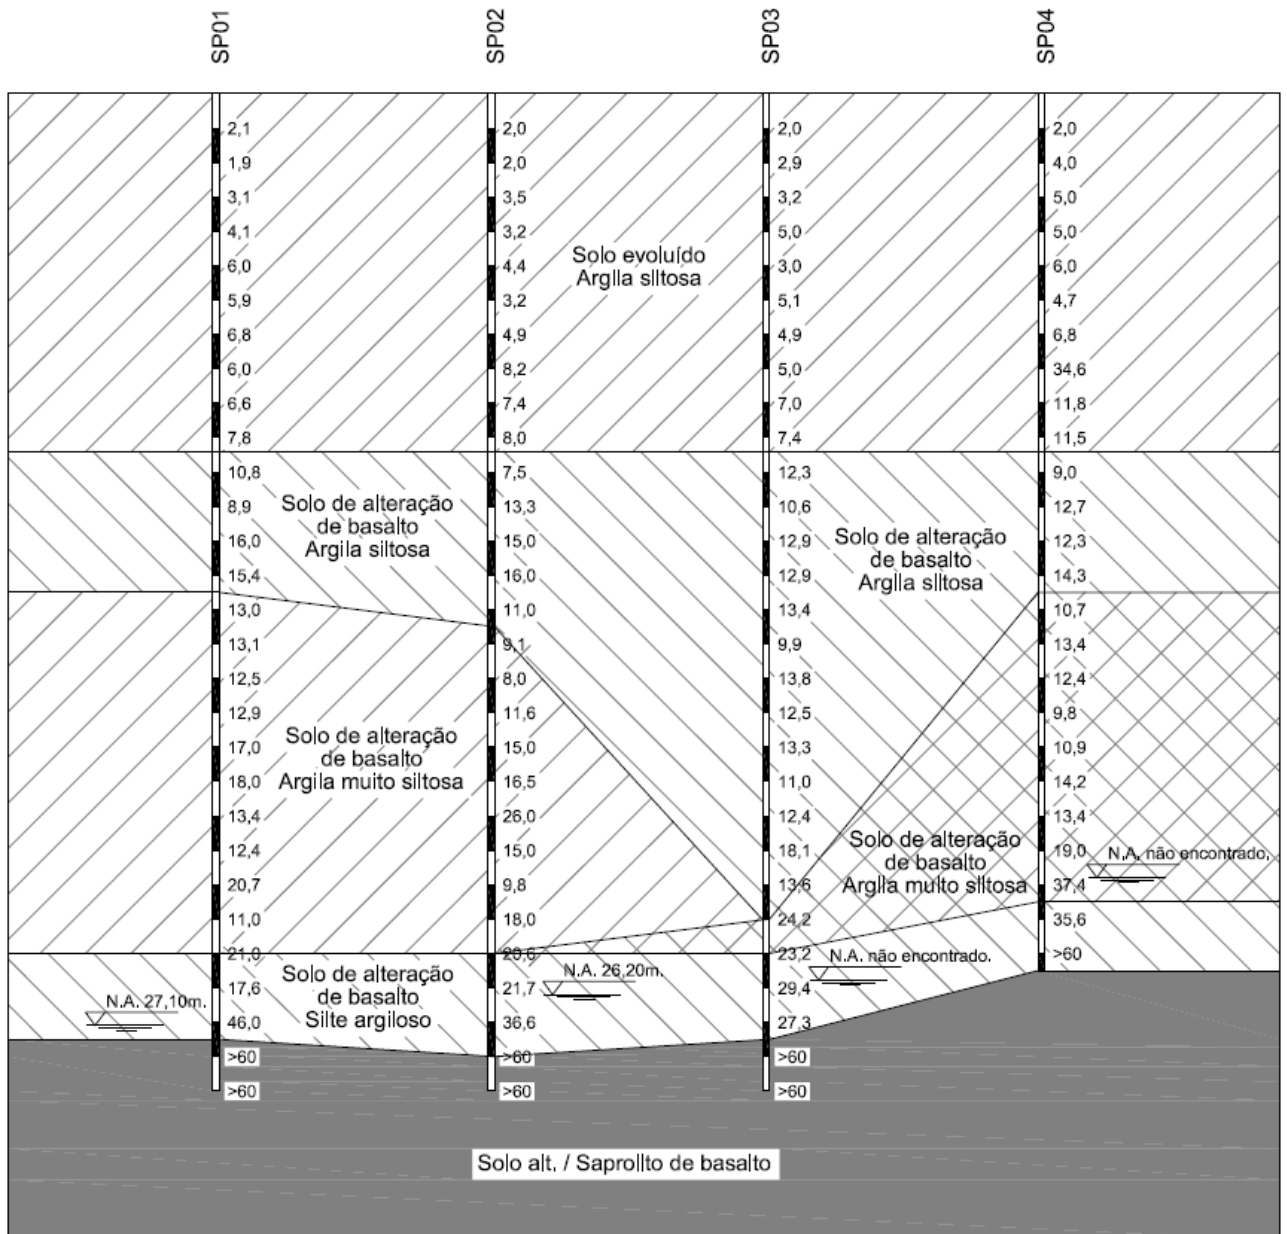 SP01 SP02 SP03 SP04
2,1 2,0 2,0 2,0
1,9 2,0 2,9 4,0
3,1 3,5 3,2 5,0
4,1 3,2 5,0 5,0
Solo evoluído
6,0 4,4 3,0 6,0
Argila siltosa
5,9 3,2 5,1 4,7
6,8 4,9 4,9 6,8
6,0 8,2 5,0 34,6
6,6 7,4 7,0 11,8
7,8 8,0 7,4 11,5
10,8 7,5 12,3 9,0
Solo de alteração
de basalto
Argila siltosa
8,9 13,3 10,6 12,7
16,0 15,0 12,9 12,3
Solo de alteração
de basalto
Argila siltosa
15,4 16,0 12,9 14,3
13,0 11,0 13,4 10,7
13,1 9,1 9,9 13,4
12,5 8,0 13,8 12,4
12,9 11,6 12,5 9,8
Solo de alteração
de basalto
Argila muito siltosa
17,0 15,0 13,3 10,9
18,0 16,5 11,0 14,2
13,4 26,0 12,4 13,4
Solo de alteração
de basalto
Argila muito siltosa
12,4 15,0 18,1 19,0
N.A. não encontrado.
20,7 9,8 13,6 37,4
11,0 18,0 24,2 35,6
21,0 20,6 23,2 >60
Solo de alteração
de basalto
Silte argiloso
N.A. 26,20m.
N.A. não encontrado.
17,6 21,7 29,4
N.A. 27,10m.
46,0 36,6 27,3
>60 >60 >60
>60 >60 >60
Solo alt. / Saprolito de basalto